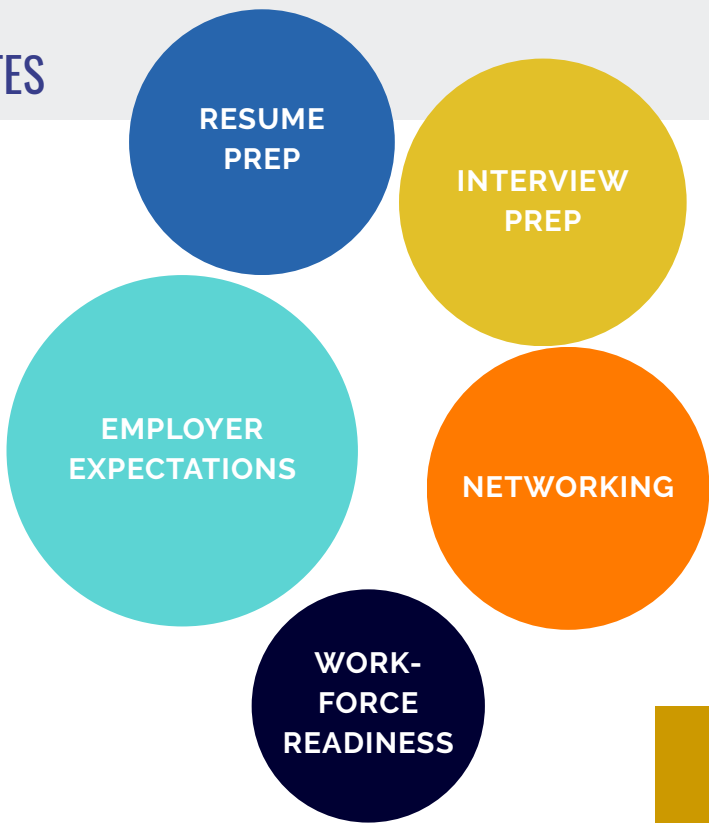 TES
RESUME
PREP
INTERVIEW
PREP
EMPLOYER
EXPECTATIONS
NETWORKING
WORK-
FORCE
READINESS